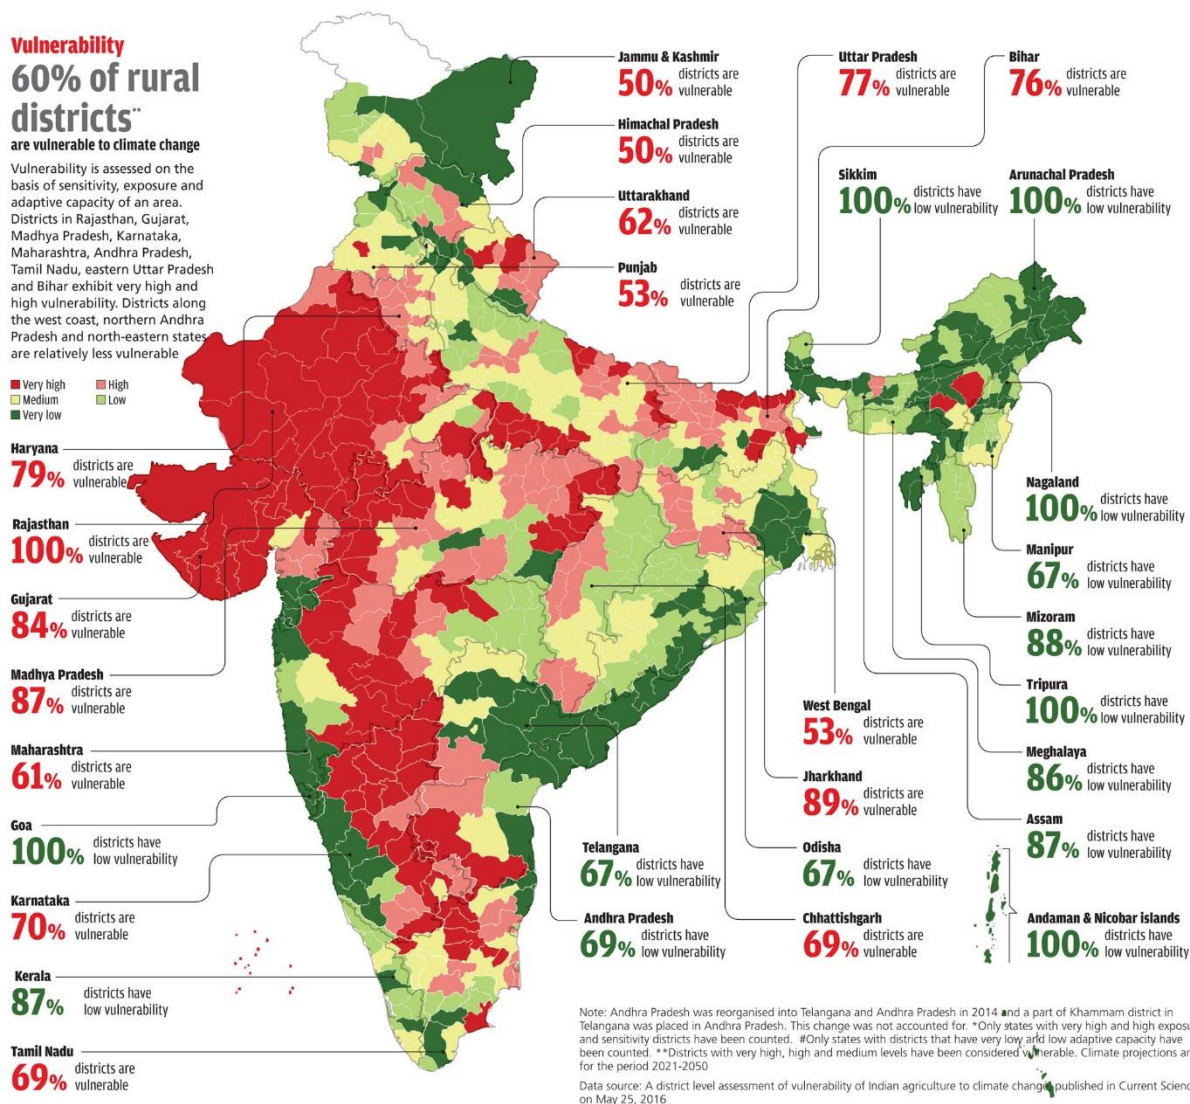 Vulnerability
60% of rural
districts**
are vulnerable to climate change
Vulnerability is assessed on the
basis of sensitivity, exposure and
adaptive capacity of an area.
Districts in Rajasthan, Gujarat,
Madhya Pradesh, Karnataka,
Maharashtra, Andhra Pradesh,
Tamil Nadu, eastern Uttar Pradesh
and Bihar exhibit very high and
high vulnerability. Districts along
the west coast, northern Andhra
Pradesh and north-eastern states
are relatively less vulnerable
Very high High
Medium Low
Very low
Haryana
79% districts are
vulnerable
Rajasthan
100% districts are
vulnerable
Gujarat
84% districts are
vulnerable
Madhya Pradesh
87% districts are
vulnerable
Maharashtra
61% districts are
vulnerable
Goa
100% districts have
low vulnerability
Karnataka
70% districts are
vulnerable
Kerala
87% districts have
low vulnerability
Tamil Nadu
69% districts are
vulnerable
Jammu & Kashmir
50% districts are
vulnerable
Himachal Pradesh
50% districts are
vulnerable
Uttarakhand
62% districts are
vulnerable
Punjab
53% districts are
vulnerable
Uttar Pradesh
77% districts are
vulnerable
Bihar
76% districts are
vulnerable
Sikkim
100% districts have
low vulnerability
Arunachal Pradesh
100% districts have
low vulnerability
Nagaland
100% districts have
low vulnerability
Manipur
67% districts have
low vulnerability
Mizoram
88% districts have
low vulnerability
Tripura
100% districts have
low vulnerability
Meghalaya
86% districts have
low vulnerability
Assam
87% districts have
low vulnerability
Andaman & Nicobar islands
100% districts have
low vulnerability
West Bengal
53% districts are
vulnerable
Jharkhand
89% districts are
vulnerable
Odisha
67% districts have
low vulnerability
Chhattishgarh
69% districts are
vulnerable
Telangana
67% districts have
low vulnerability
Andhra Pradesh
69% districts have
low vulnerability
Note: Andhra Pradesh was reorganised into Telangana and Andhra Pradesh in 2014 and a part of Khammam district in
Telangana was placed in Andhra Pradesh. This change was not accounted for. *Only states with very high and high exposu
and sensitivity districts have been counted. #Only states with districts that have very low and low adaptive capacity have
been counted. **Districts with very high, high and medium levels have been considered vulnerable. Climate projections ar
for the period 2021-2050
Data source: A district level assessment of vulnerability of Indian agriculture to climate change published in Current Scienc
on May 25, 2016